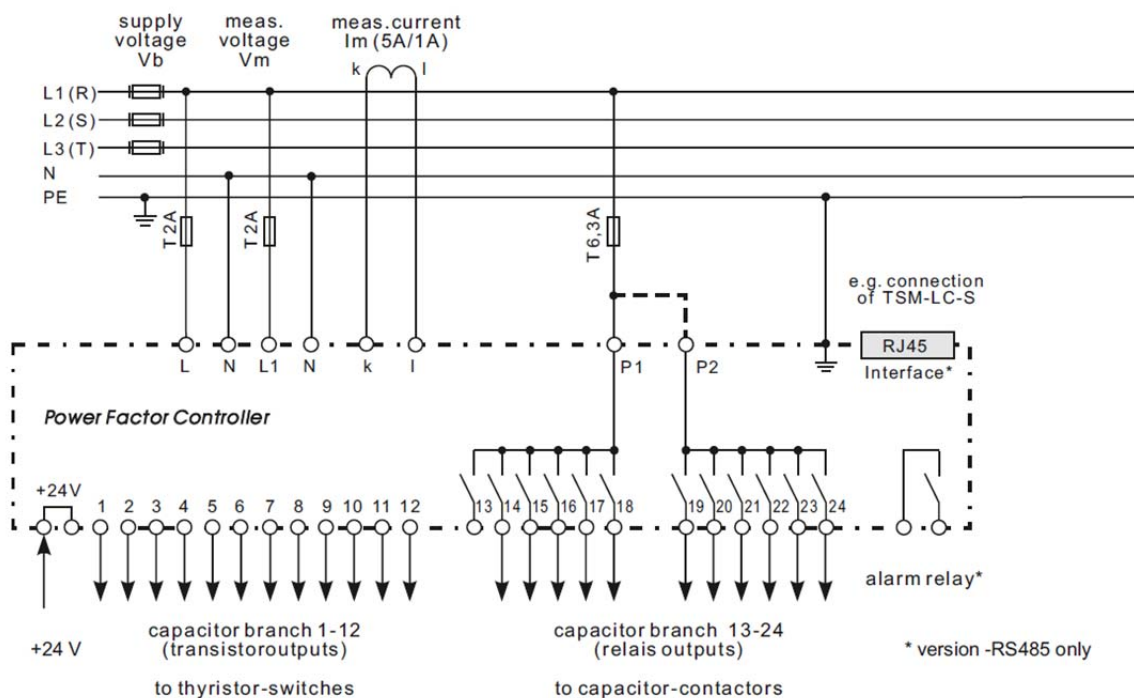 supply voltage Vb
meas. voltage Vm
meas.current Im (5A/1A)
k l
L1 (R)
L2 (S)
L3 (T)
N
PE
T2A
T2A
T6,3A
e.g. connection of TSM-LC-S
RJ45
Interface*
L N L1 N k l P1 P2
Power Factor Controller
+24V
1 2 3 4 5 6 7 8 9 10 11 12
13 14 15 16 17 18
19 20 21 22 23 24
alarm relay*
+24 V
capacitor branch 1-12
(transistoroutputs)
to thyristor-switches
capacitor branch 13-24
(relais outputs)
to capacitor-contactors
* version -RS485 only